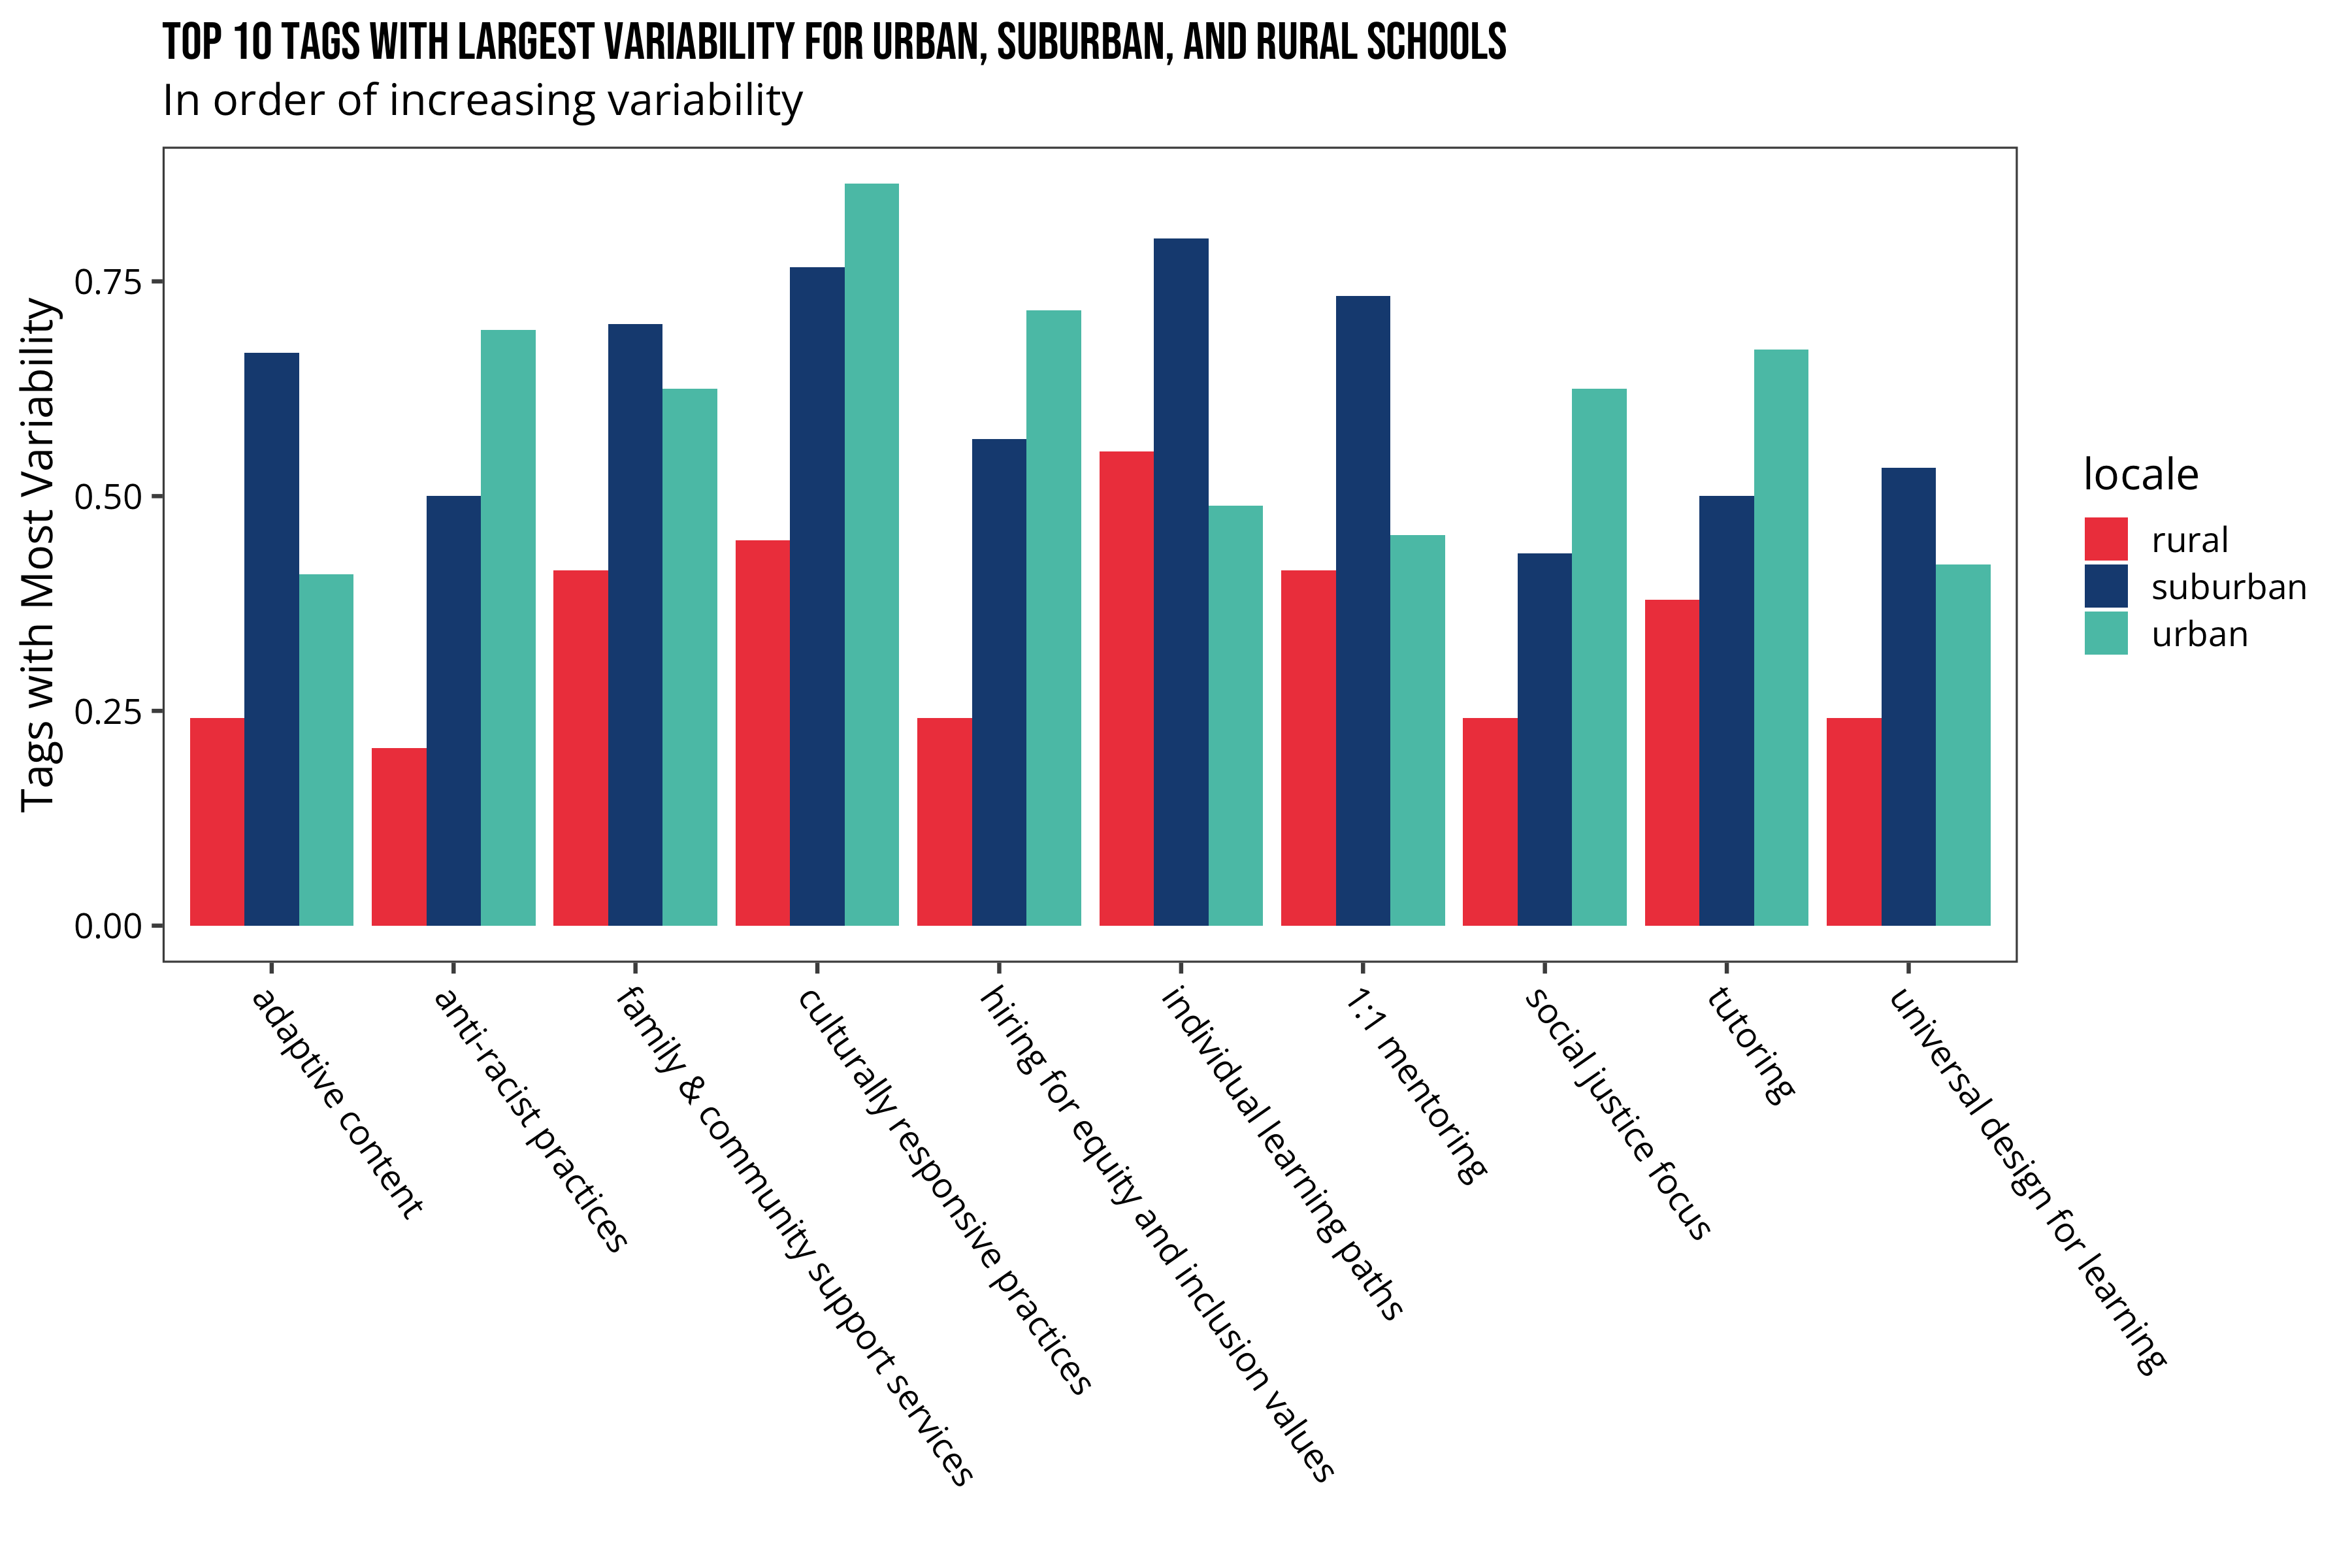 TOP 10 TAGS WITH LARGEST VARIABILITY FOR URBAN, SUBURBAN, AND RURAL SCHOOLS
In order of increasing variability
Tags with Most Variability
0.75
0.50
0.25
0.00
adaptive content
anti-racist practices
family & community support services
culturally responsive practices
hiring for equity and inclusion values
individual learning paths
1:1 mentoring
social justice focus
tutoring
universal design for learning
locale
rural
suburban
urban